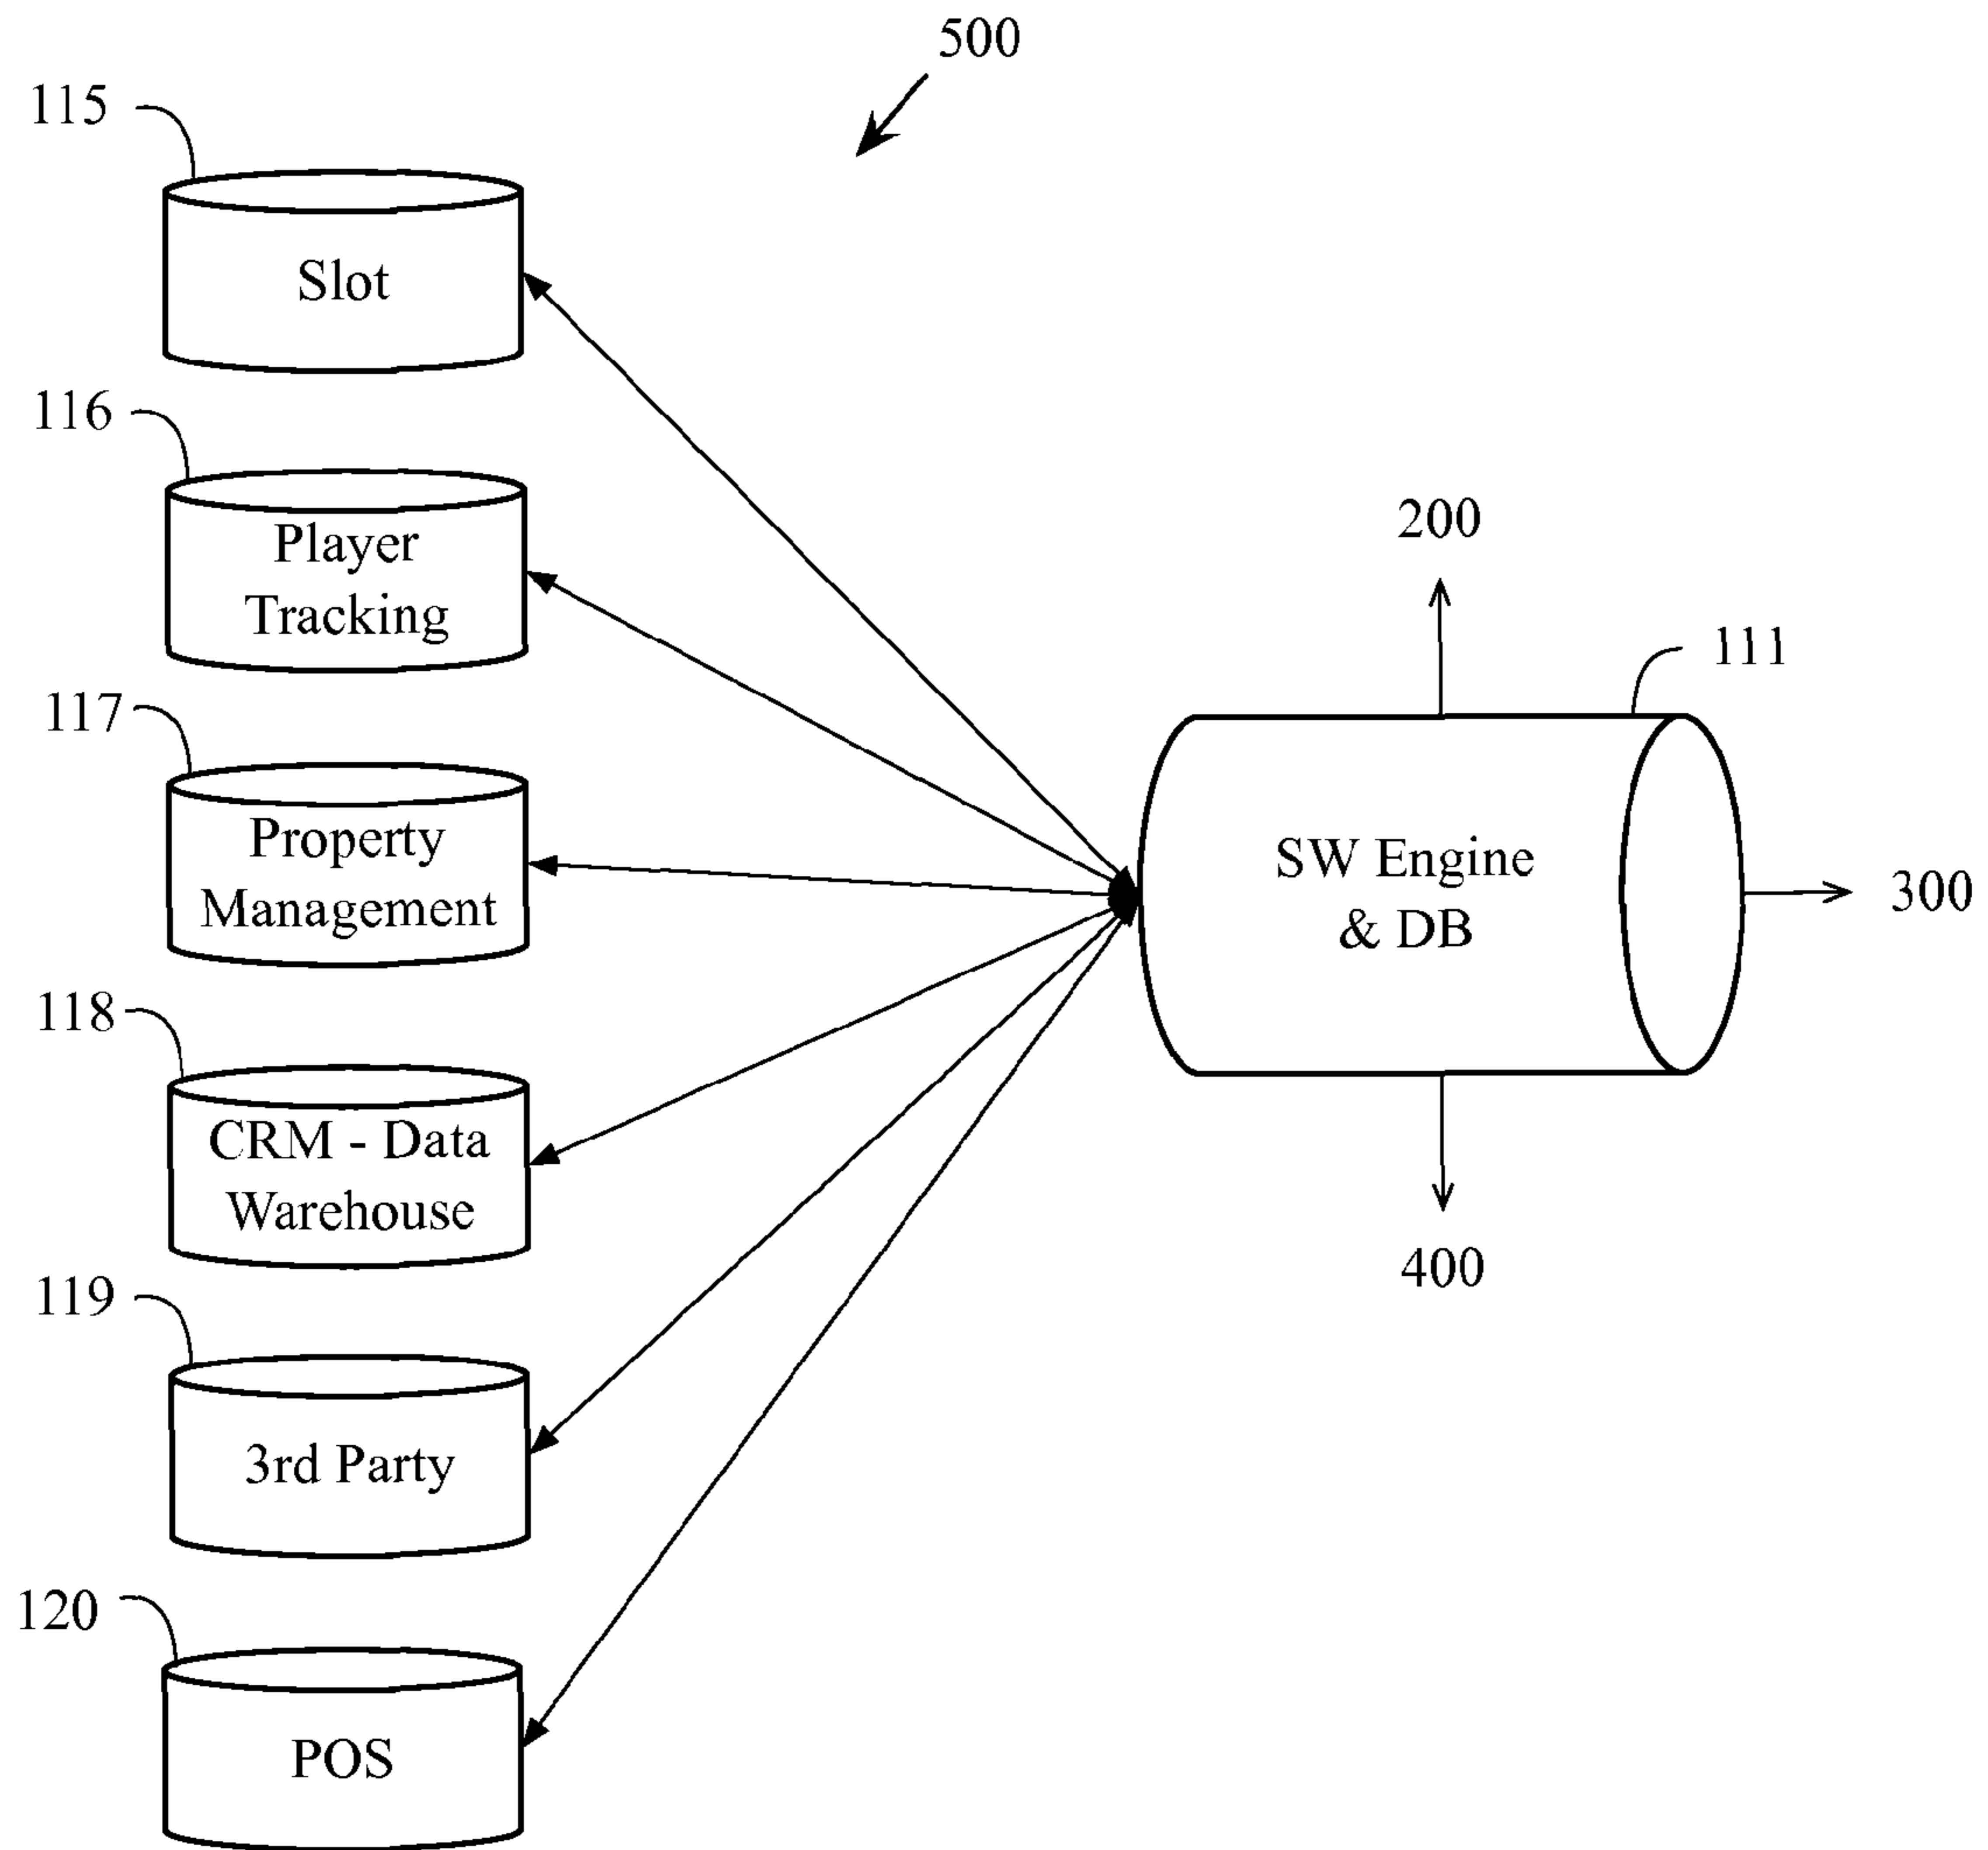 500
115
Slot
116
Player
Tracking
117
Property
Management
118
CRM - Data
Warehouse
119
3rd Party
120
POS
200
111
SW Engine
& DB
300
400